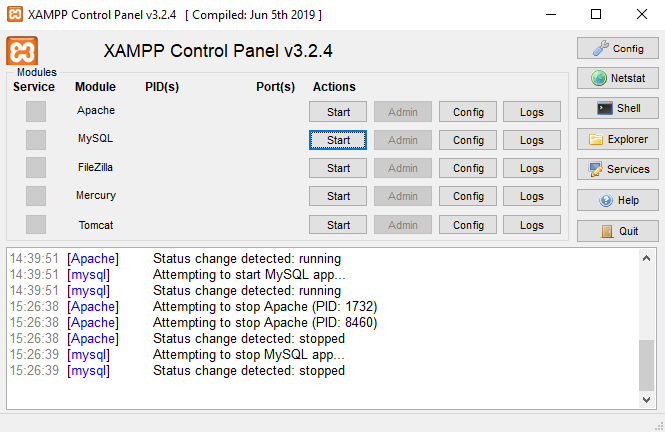 XAMPP Control Panel v3.2.4   [ Compiled: Jun 5th 2019 ]
XAMPP Control Panel v3.2.4
Config
Modules
Service Module PID(s) Port(s) Actions
Netstat
Apache Start Admin Config Logs
Shell
MySQL Start Admin Config Logs
Explorer
FileZilla Start Admin Config Logs
Services
Mercury Start Admin Config Logs
Help
Tomcat Start Admin Config Logs
Quit
14:39:51 [Apache] Status change detected: running
14:39:51 [mysql] Attempting to start MySQL app...
14:39:51 [mysql] Status change detected: running
15:26:38 [Apache] Attempting to stop Apache (PID: 1732)
15:26:38 [Apache] Attempting to stop Apache (PID: 8460)
15:26:38 [Apache] Status change detected: stopped
15:26:39 [mysql] Attempting to stop MySQL app...
15:26:39 [mysql] Status change detected: stopped